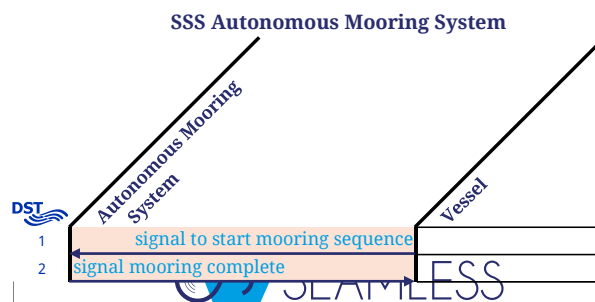 SSS Autonomous Mooring System
Autonomous Mooring
System
Vessel
DST
1 signal to start mooring sequence
2 signal mooring complete
SEAMLESS